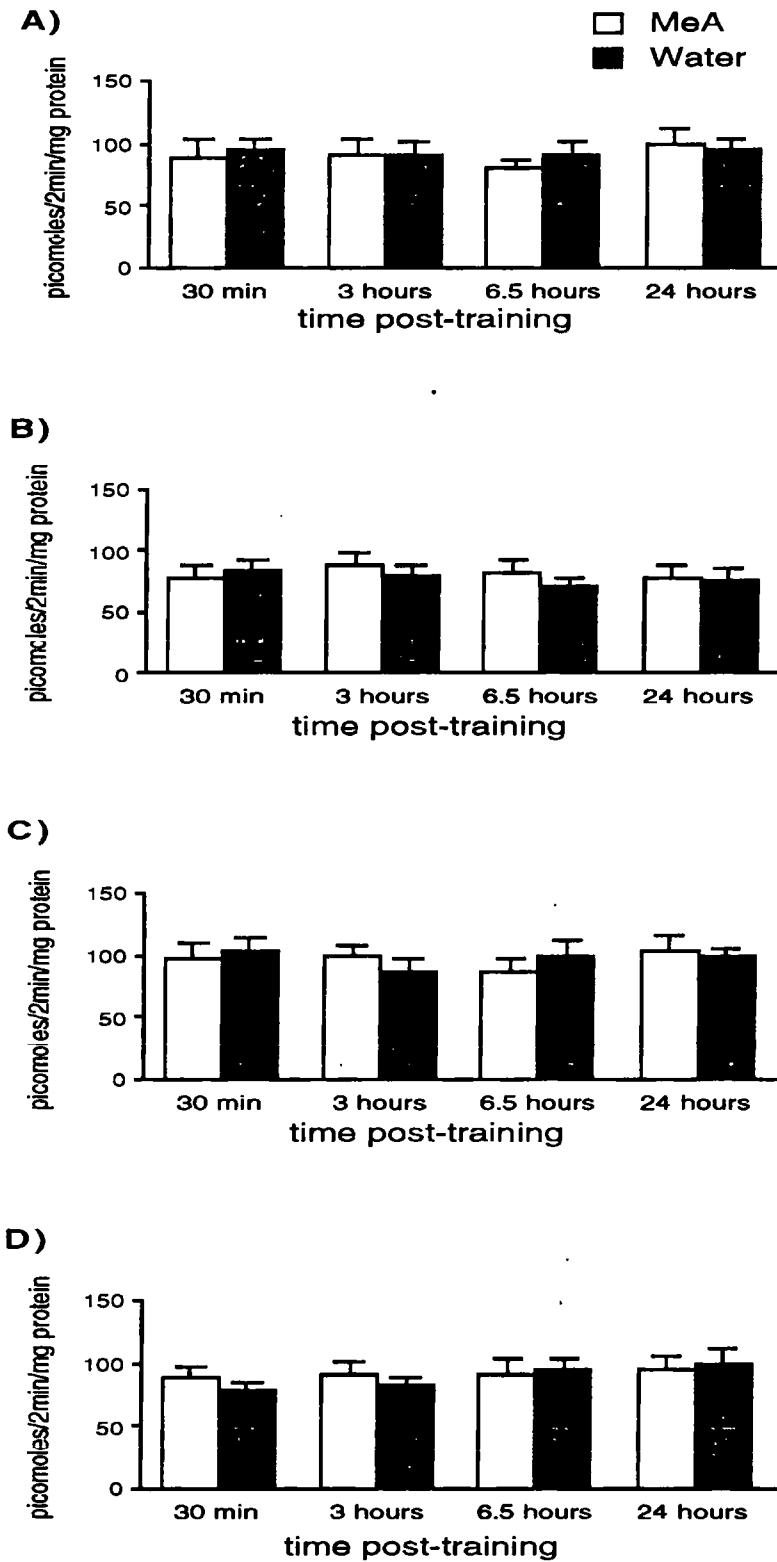 A)
MeA
Water
picomoles/2min/mg protein
150
100
50
0
30 min 3 hours 6.5 hours 24 hours
time post-training
B)
picomoles/2min/mg protein
150
100
50
0
30 min 3 hours 6.5 hours 24 hours
time post-training
C)
picomoles/2min/mg protein
150
100
50
0
30 min 3 hours 6.5 hours 24 hours
time post-training
D)
picomoles/2min/mg protein
150
100
50
0
30 min 3 hours 6.5 hours 24 hours
time post-training